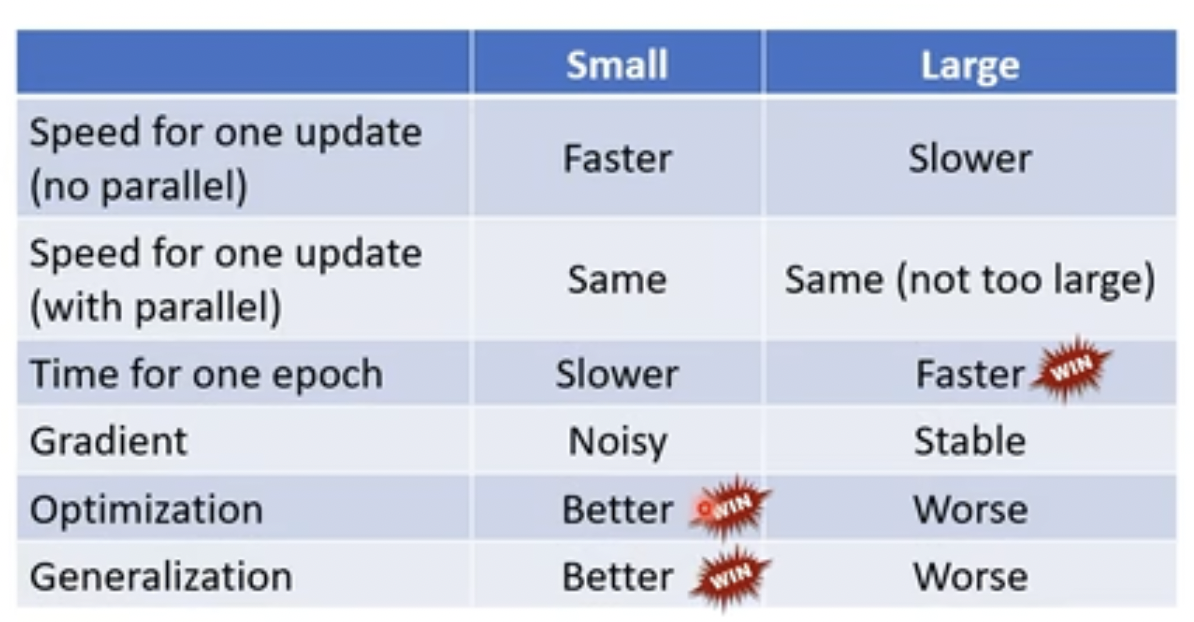 Small Large
Speed for one update
(no parallel)
Faster Slower
Speed for one update
(with parallel)
Same Same (not too large)
Time for one epoch Slower Faster WIN
Gradient Noisy Stable
Optimization Better WIN Worse
Generalization Better WIN Worse